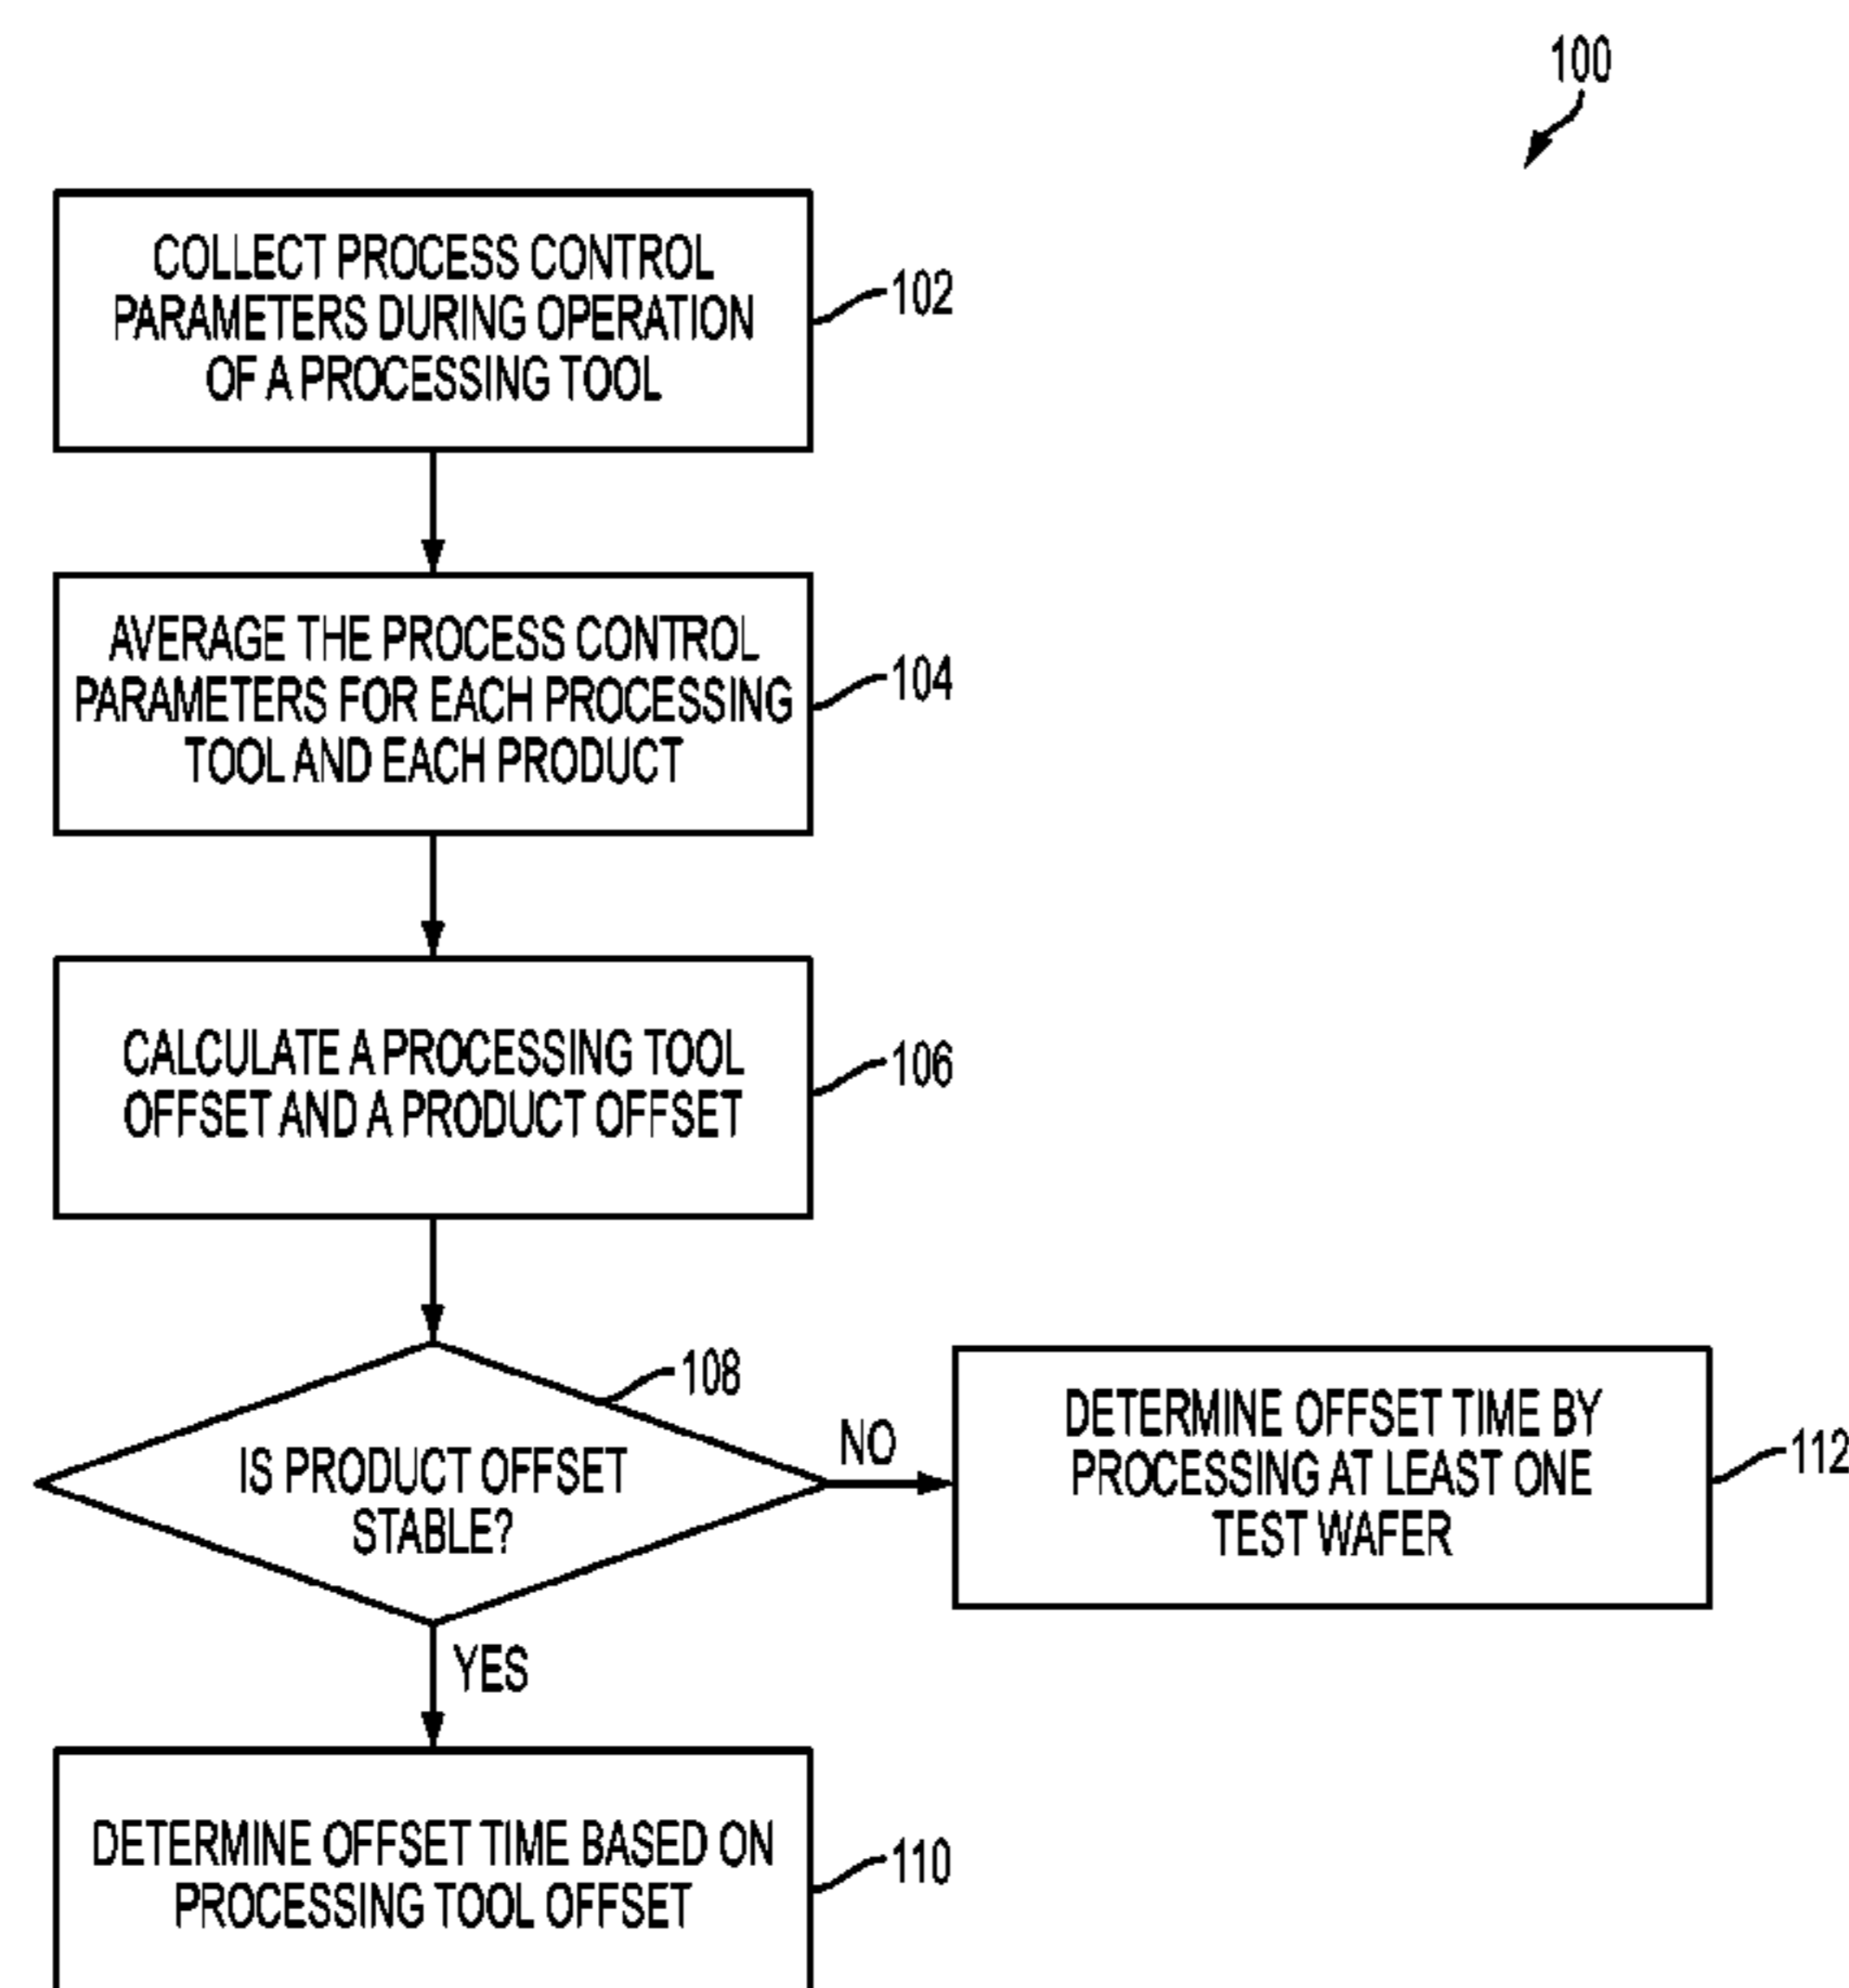 100
COLLECT PROCESS CONTROL
PARAMETERS DURING OPERATION
OF A PROCESSING TOOL
102
AVERAGE THE PROCESS CONTROL
PARAMETERS FOR EACH PROCESSING
TOOL AND EACH PRODUCT
104
CALCULATE A PROCESSING TOOL
OFFSET AND A PRODUCT OFFSET
106
108
IS PRODUCT OFFSET
STABLE?
NO
DETERMINE OFFSET TIME BY
PROCESSING AT LEAST ONE
TEST WAFER
112
YES
DETERMINE OFFSET TIME BASED ON
PROCESSING TOOL OFFSET
110